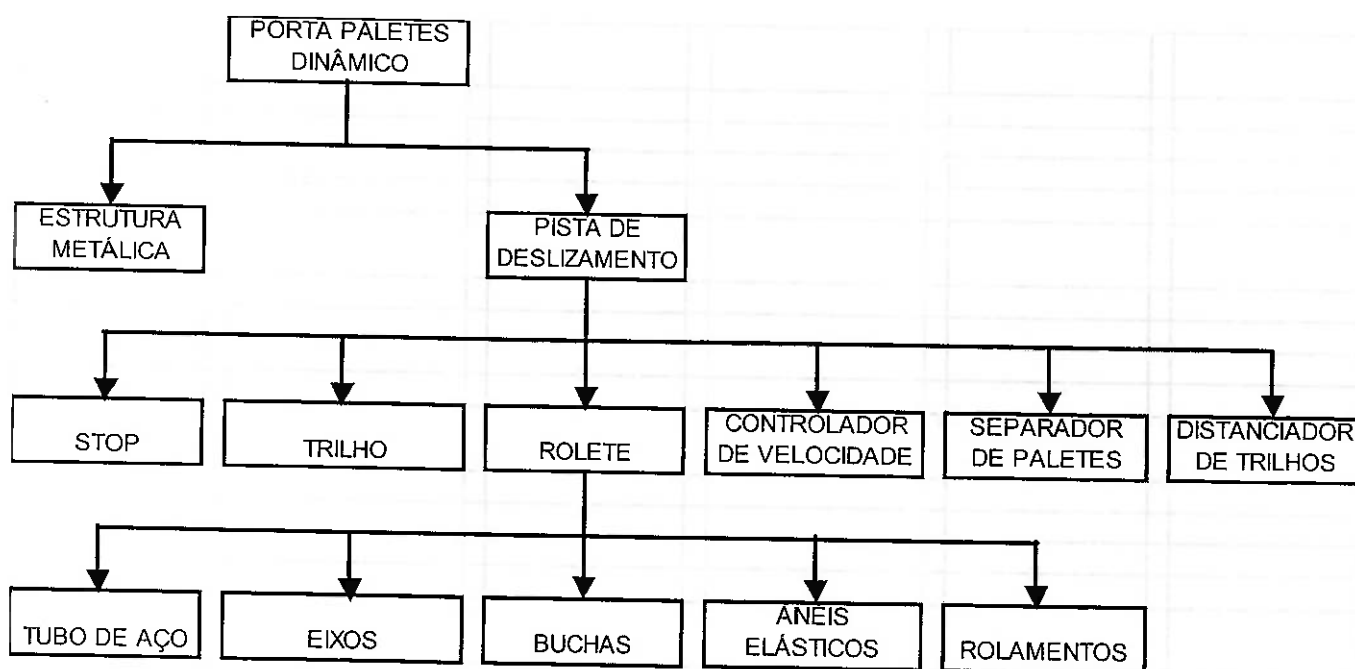 PORTA PALETES
DINÂMICO
ESTRUTURA
METÁLICA
PISTA DE
DESLIZAMENTO
STOP
TRILHO
ROLETE
CONTROLADOR
DE VELOCIDADE
SEPARADOR
DE PALETES
DISTANCIADOR
DE TRILHOS
TUBO DE AÇO
EIXOS
BUCHAS
ANÉIS
ELÁSTICOS
ROLAMENTOS